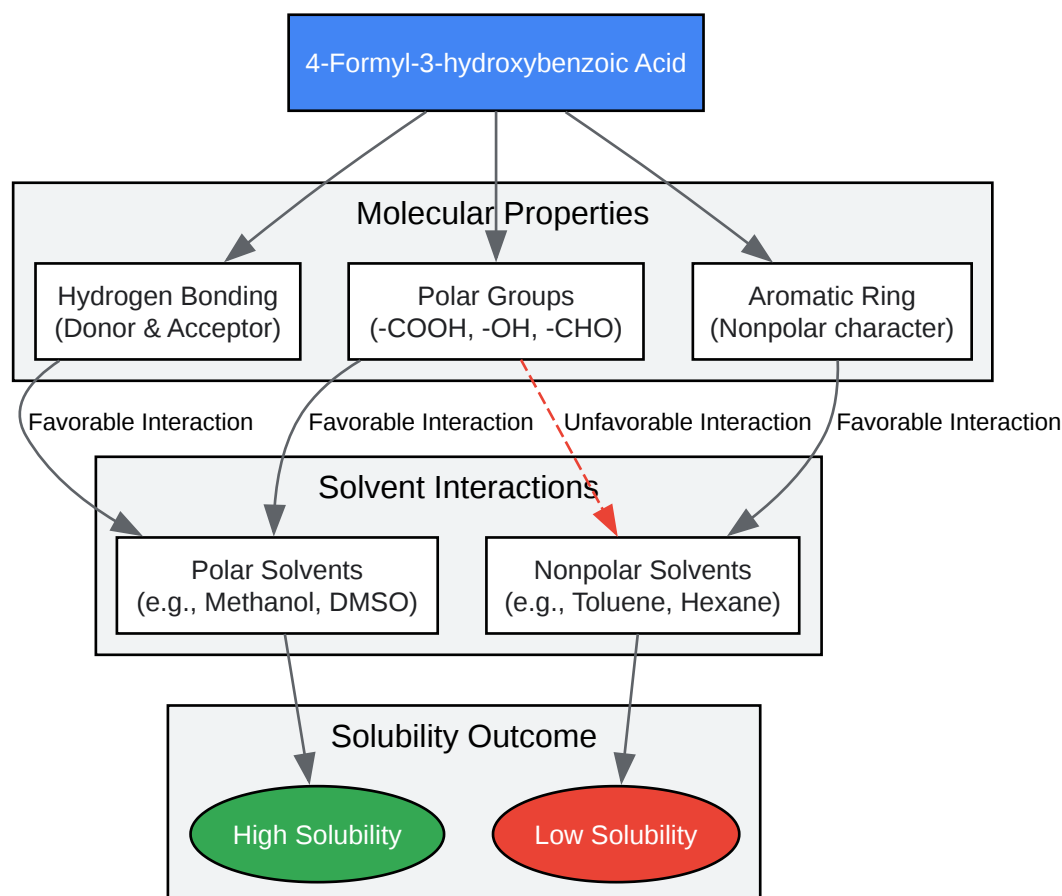 4-Formyl-3-hydroxybenzoic Acid
Molecular Properties
Hydrogen Bonding
(Donor & Acceptor)
Polar Groups
(-COOH, -OH, -CHO)
Aromatic Ring
(Nonpolar character)
Favorable Interaction
Favorable Interaction
Unfavorable Interaction
Favorable Interaction
Solvent Interactions
Polar Solvents
(e.g., Methanol, DMSO)
Nonpolar Solvents
(e.g., Toluene, Hexane)
Solubility Outcome
High Solubility
Low Solubility